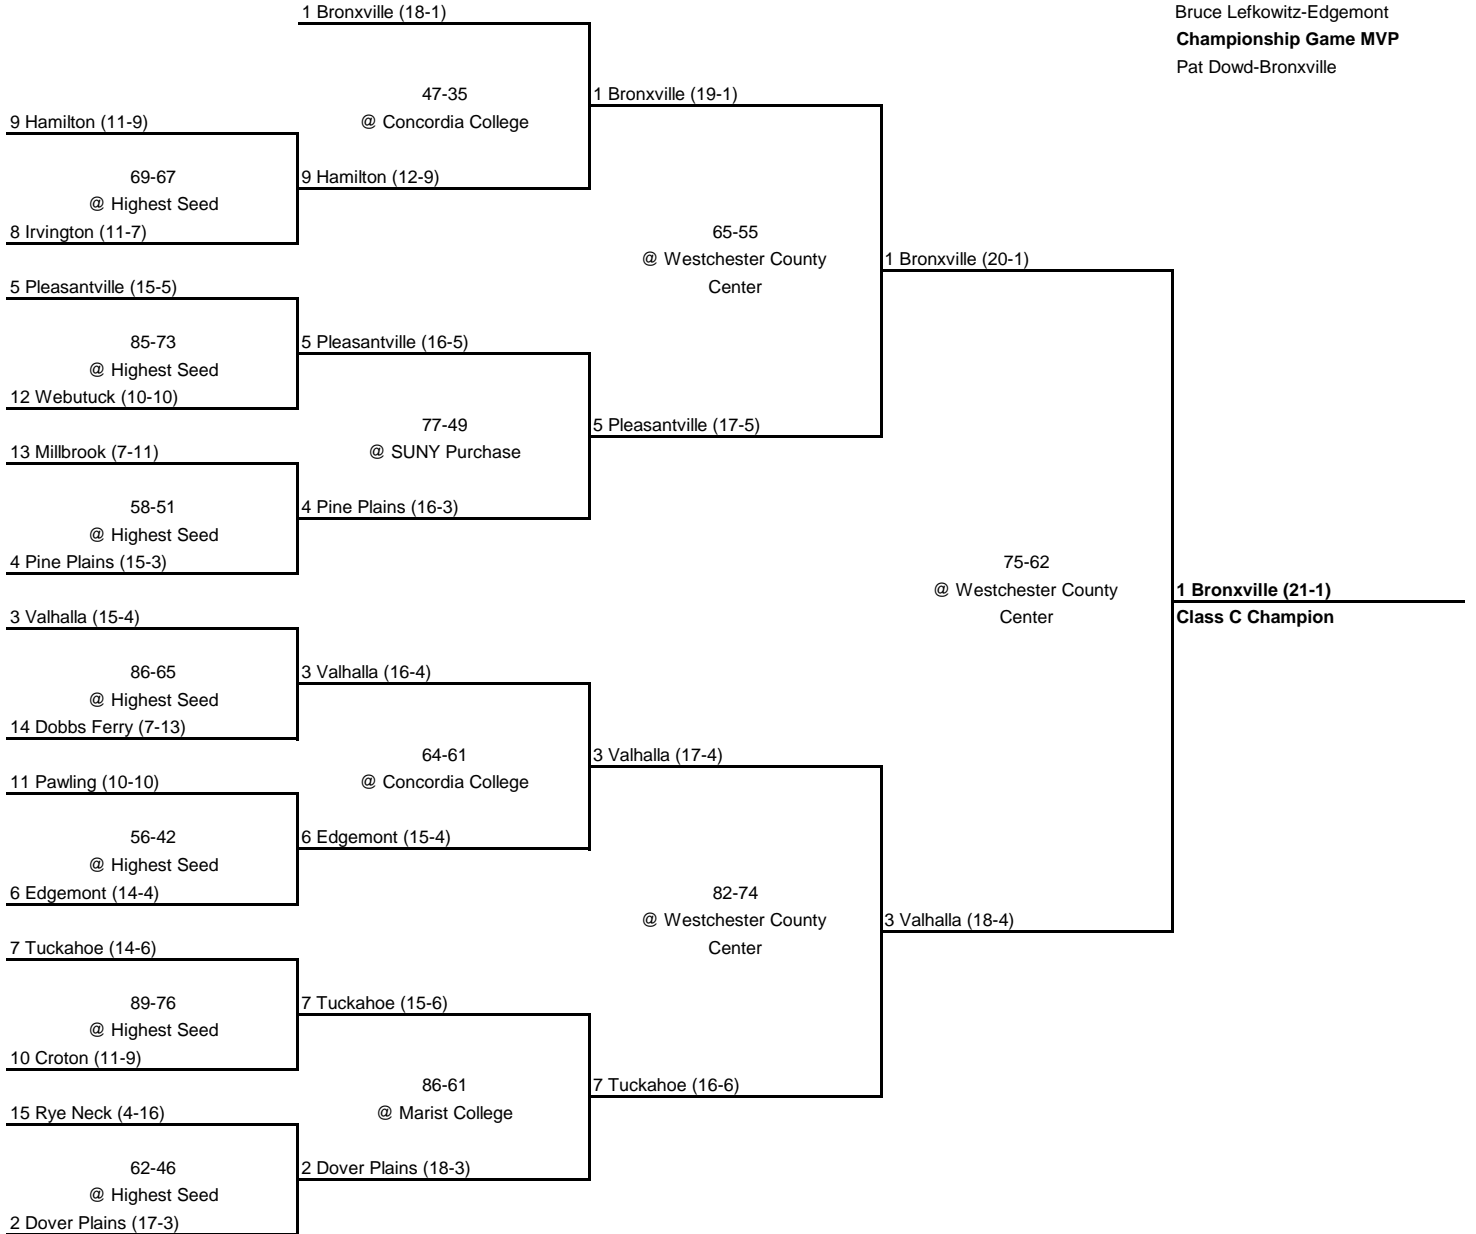 1 Bronxville (18-1)
Bruce Lefkowitz-Edgemont
Championship Game MVP
Pat Dowd-Bronxville
47-35
@ Concordia College
1 Bronxville (19-1)
9 Hamilton (11-9)
69-67
@ Highest Seed
9 Hamilton (12-9)
8 Irvington (11-7)
65-55
@ Westchester County
Center
1 Bronxville (20-1)
5 Pleasantville (15-5)
85-73
@ Highest Seed
5 Pleasantville (16-5)
12 Webutuck (10-10)
77-49
@ SUNY Purchase
5 Pleasantville (17-5)
13 Millbrook (7-11)
58-51
@ Highest Seed
4 Pine Plains (16-3)
4 Pine Plains (15-3)
75-62
@ Westchester County
Center
1 Bronxville (21-1)
Class C Champion
3 Valhalla (15-4)
86-65
@ Highest Seed
3 Valhalla (16-4)
14 Dobbs Ferry (7-13)
64-61
@ Concordia College
3 Valhalla (17-4)
11 Pawling (10-10)
56-42
@ Highest Seed
6 Edgemont (15-4)
6 Edgemont (14-4)
82-74
@ Westchester County
Center
3 Valhalla (18-4)
7 Tuckahoe (14-6)
89-76
@ Highest Seed
7 Tuckahoe (15-6)
10 Croton (11-9)
86-61
@ Marist College
7 Tuckahoe (16-6)
15 Rye Neck (4-16)
62-46
@ Highest Seed
2 Dover Plains (18-3)
2 Dover Plains (17-3)